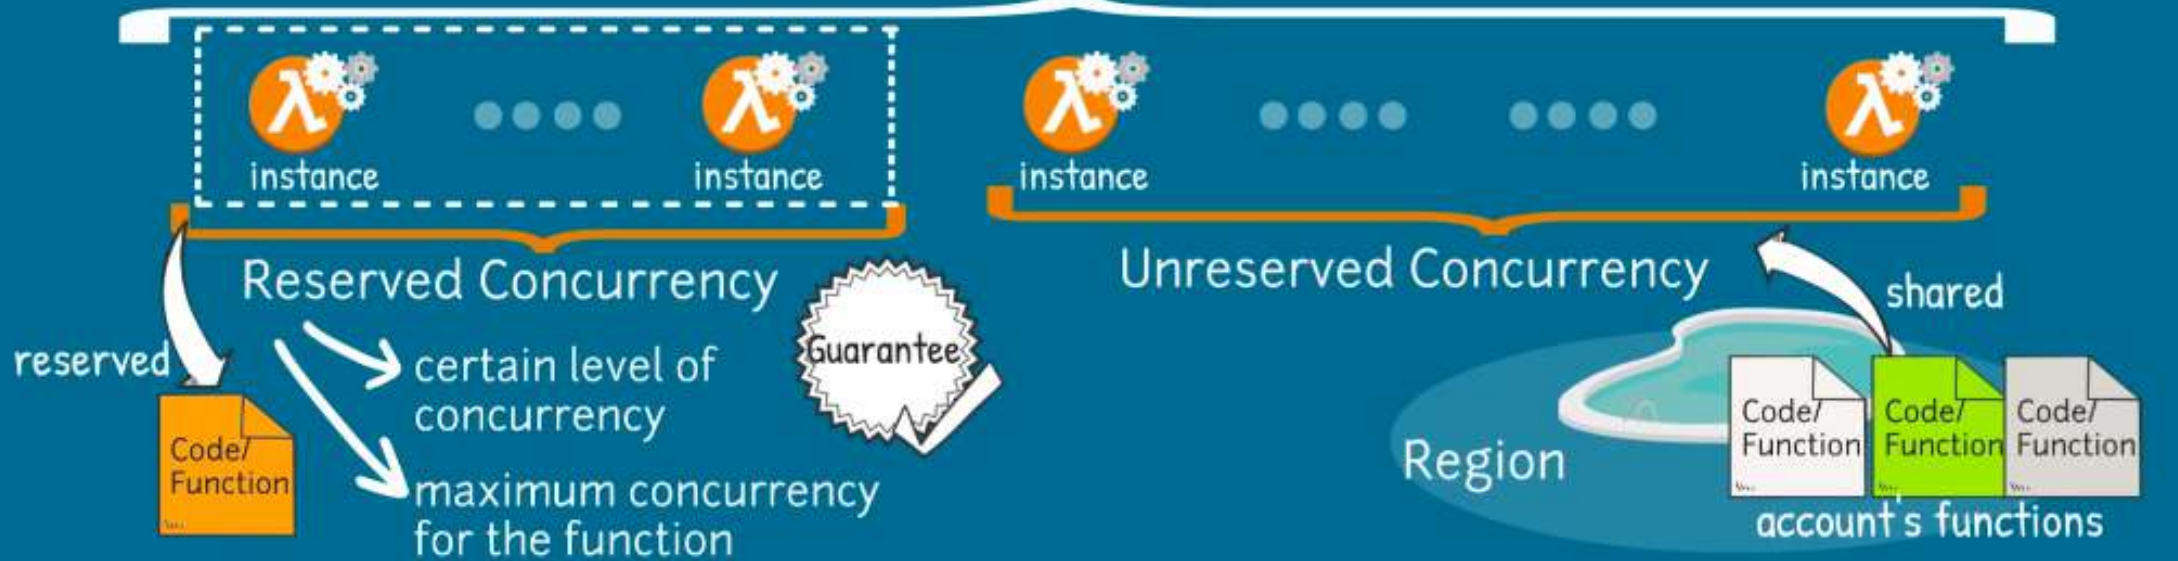 instance
instance
instance
instance
Reserved Concurrency
Unreserved Concurrency
reserved
certain level of
concurrency
maximum concurrency
for the function
Guarantee
Code/
Function
shared
Region
Code/
Function
Code/
Function
Code/
Function
account's functions